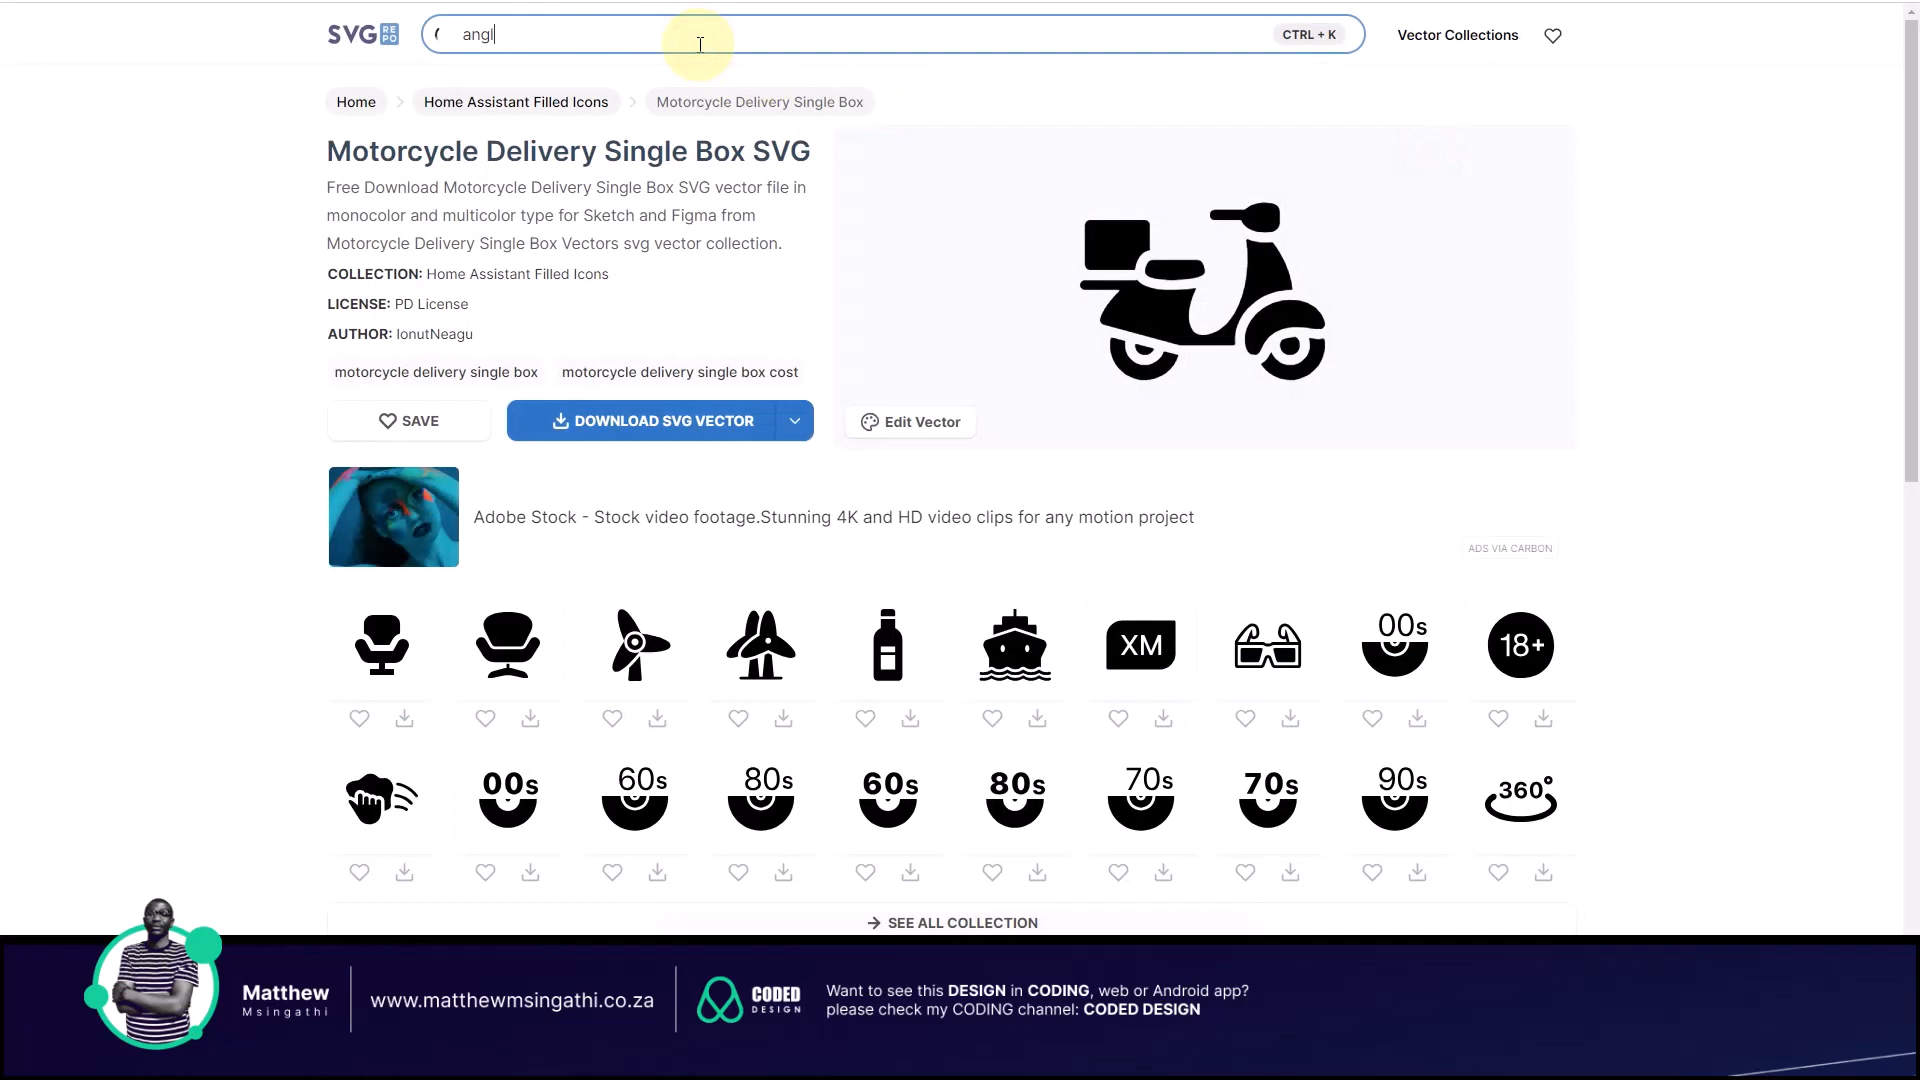 SVG REPO
angl
CTRL + K
Vector Collections
Home
Home Assistant Filled Icons
Motorcycle Delivery Single Box
Motorcycle Delivery Single Box SVG
Free Download Motorcycle Delivery Single Box SVG vector file in
monocolor and multicolor type for Sketch and Figma from
Motorcycle Delivery Single Box Vectors svg vector collection.
COLLECTION: Home Assistant Filled Icons
LICENSE: PD License
AUTHOR: IonutNeagu
motorcycle delivery single box
motorcycle delivery single box cost
SAVE
DOWNLOAD SVG VECTOR
Edit Vector
Adobe Stock - Stock video footage.Stunning 4K and HD video clips for any motion project
ADS VIA CARBON
XM
00s
18+
00s
60s
80s
60s
80s
70s
70s
90s
360°
SEE ALL COLLECTION
Matthew
Msingathi
www.matthewmsingathi.co.za
CODED
DESIGN
Want to see this DESIGN in CODING, web or Android app?
please check my CODING channel: CODED DESIGN